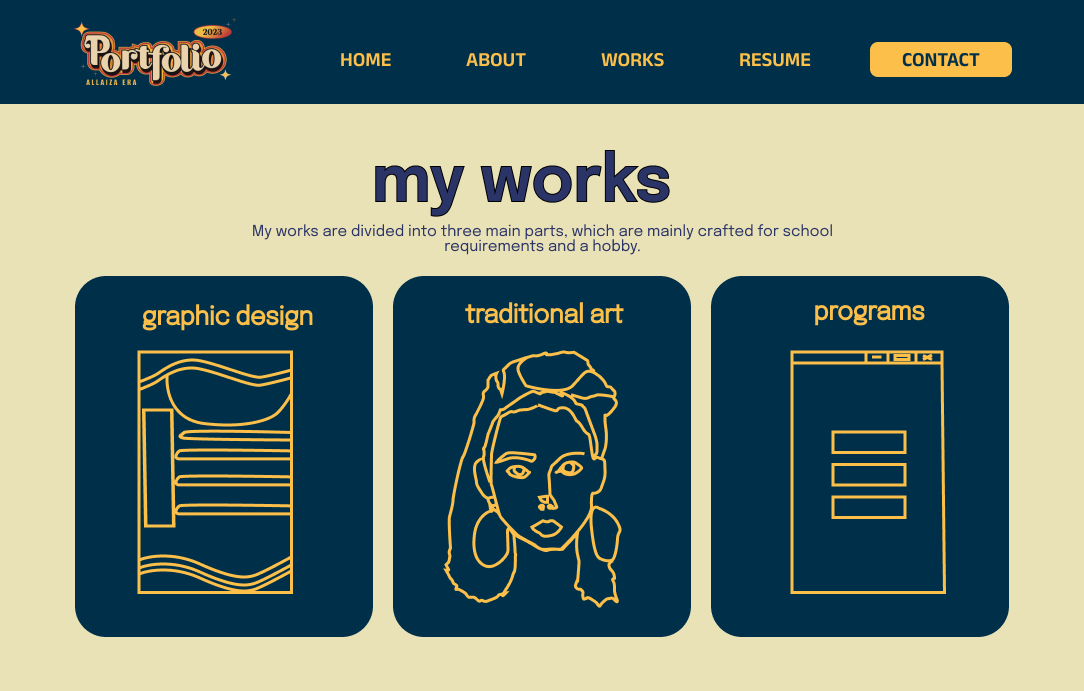 Portfolio
2023
ALLAIZA ERA
HOME ABOUT WORKS RESUME CONTACT
my works
My works are divided into three main parts, which are mainly crafted for school
requirements and a hobby.
graphic design
traditional art
programs